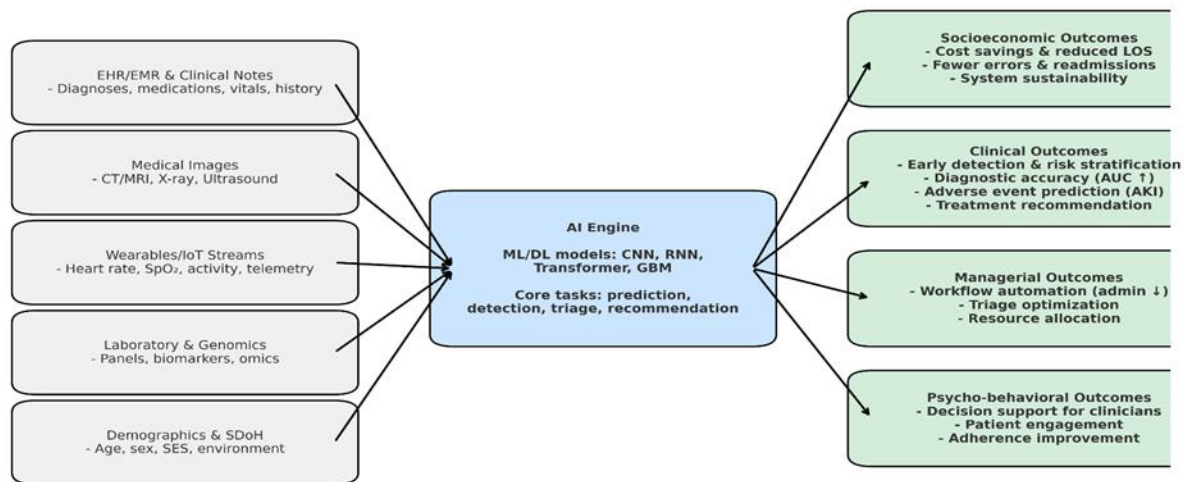 EHR/EMR & Clinical Notes
- Diagnoses, medications, vitals, history
Medical Images
- CT/MRI, X-ray, Ultrasound
Wearables/IoT Streams
- Heart rate, SpO₂, activity, telemetry
Laboratory & Genomics
- Panels, biomarkers, omics
Demographics & SDoH
- Age, sex, SES, environment
AI Engine
ML/DL models: CNN, RNN,
Transformer, GBM
Core tasks: prediction,
detection, triage, recommendation
Socioeconomic Outcomes
- Cost savings & reduced LOS
- Fewer errors & readmissions
- System sustainability
Clinical Outcomes
- Early detection & risk stratification
- Diagnostic accuracy (AUC ↑)
- Adverse event prediction (AKI)
- Treatment recommendation
Managerial Outcomes
- Workflow automation (admin ↓)
- Triage optimization
- Resource allocation
Psycho-behavioral Outcomes
- Decision support for clinicians
- Patient engagement
- Adherence improvement